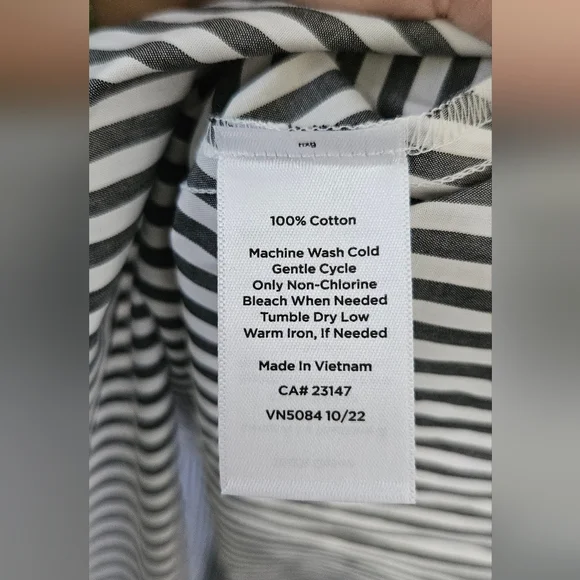 100% Cotton
Machine Wash Cold
Gentle Cycle
Only Non-Chlorine
Bleach When Needed
Tumble Dry Low
Warm Iron, If Needed
Made In Vietnam
CA# 23147
VN5084 10/22